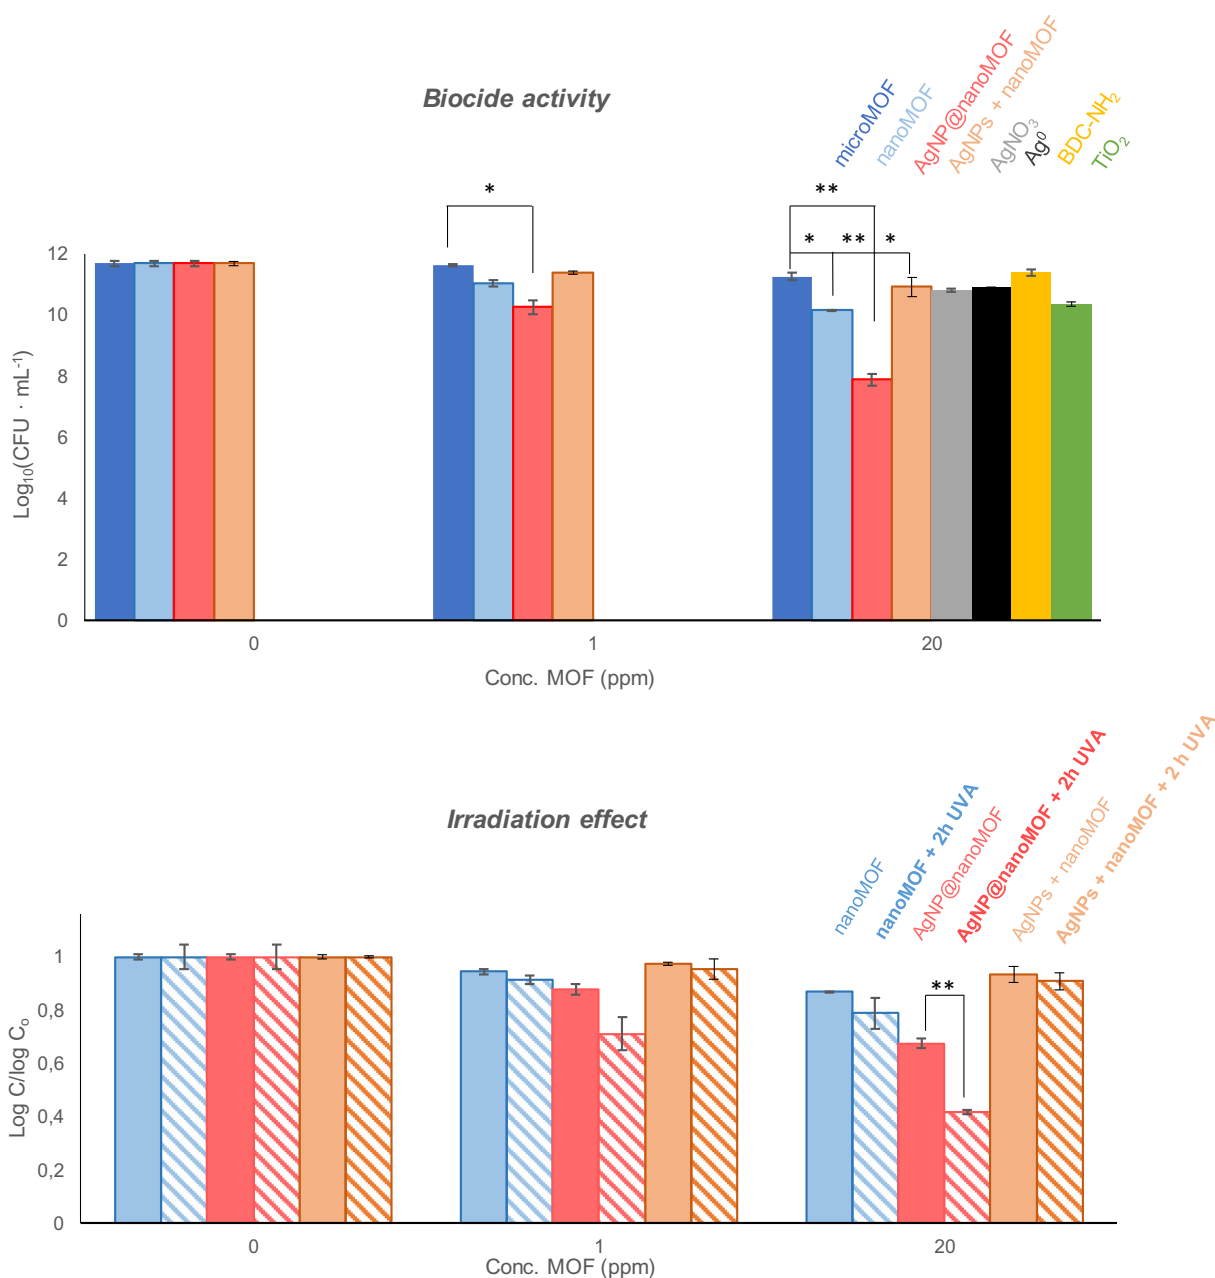 Biocide activity
microMOF
nanoMOF
AgNP@nanoMOF
AgNPs + nanoMOF
AgNO₃
Ag⁰
BDC-NH₂
TiO₂
*
**
*
**
*
Log₁₀(CFU · mL⁻¹)
12
10
8
6
4
2
0
0
1
20
Conc. MOF (ppm)
Irradiation effect
nanoMOF
nanoMOF + 2h UVA
AgNP@nanoMOF
AgNP@nanoMOF + 2h UVA
AgNPs + nanoMOF
AgNPs + nanoMOF + 2 h UVA
**
Log C/log Cₒ
1
0,8
0,6
0,4
0,2
0
0
1
20
Conc. MOF (ppm)